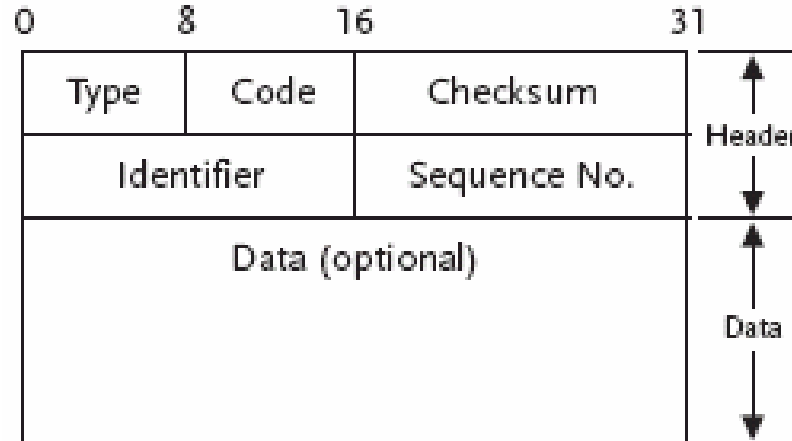 0 8 16 31
Type Code Checksum
Header
Identifier Sequence No.
Data (optional)
Data